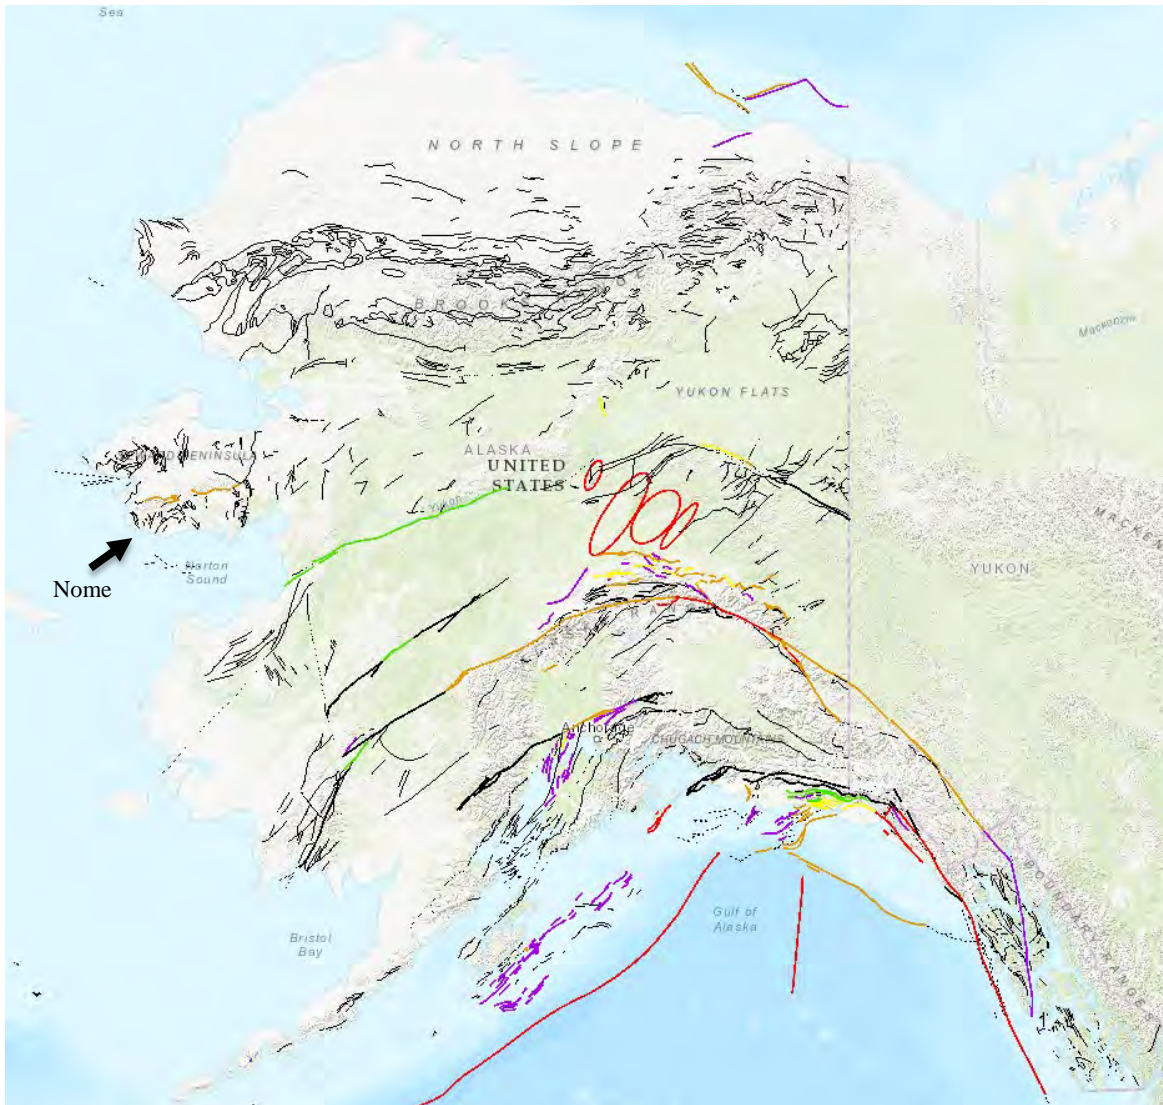 Sea
NORTH SLOPE
BROOKS RANGE
Mackenzie
YUKON FLATS
ALASKA
UNITED
STATES
Yukon
YUKON
Norton
Sound
Nome
Anchorage
CHUGACH MOUNTAINS
Gulf of
Alaska
Bristol
Bay